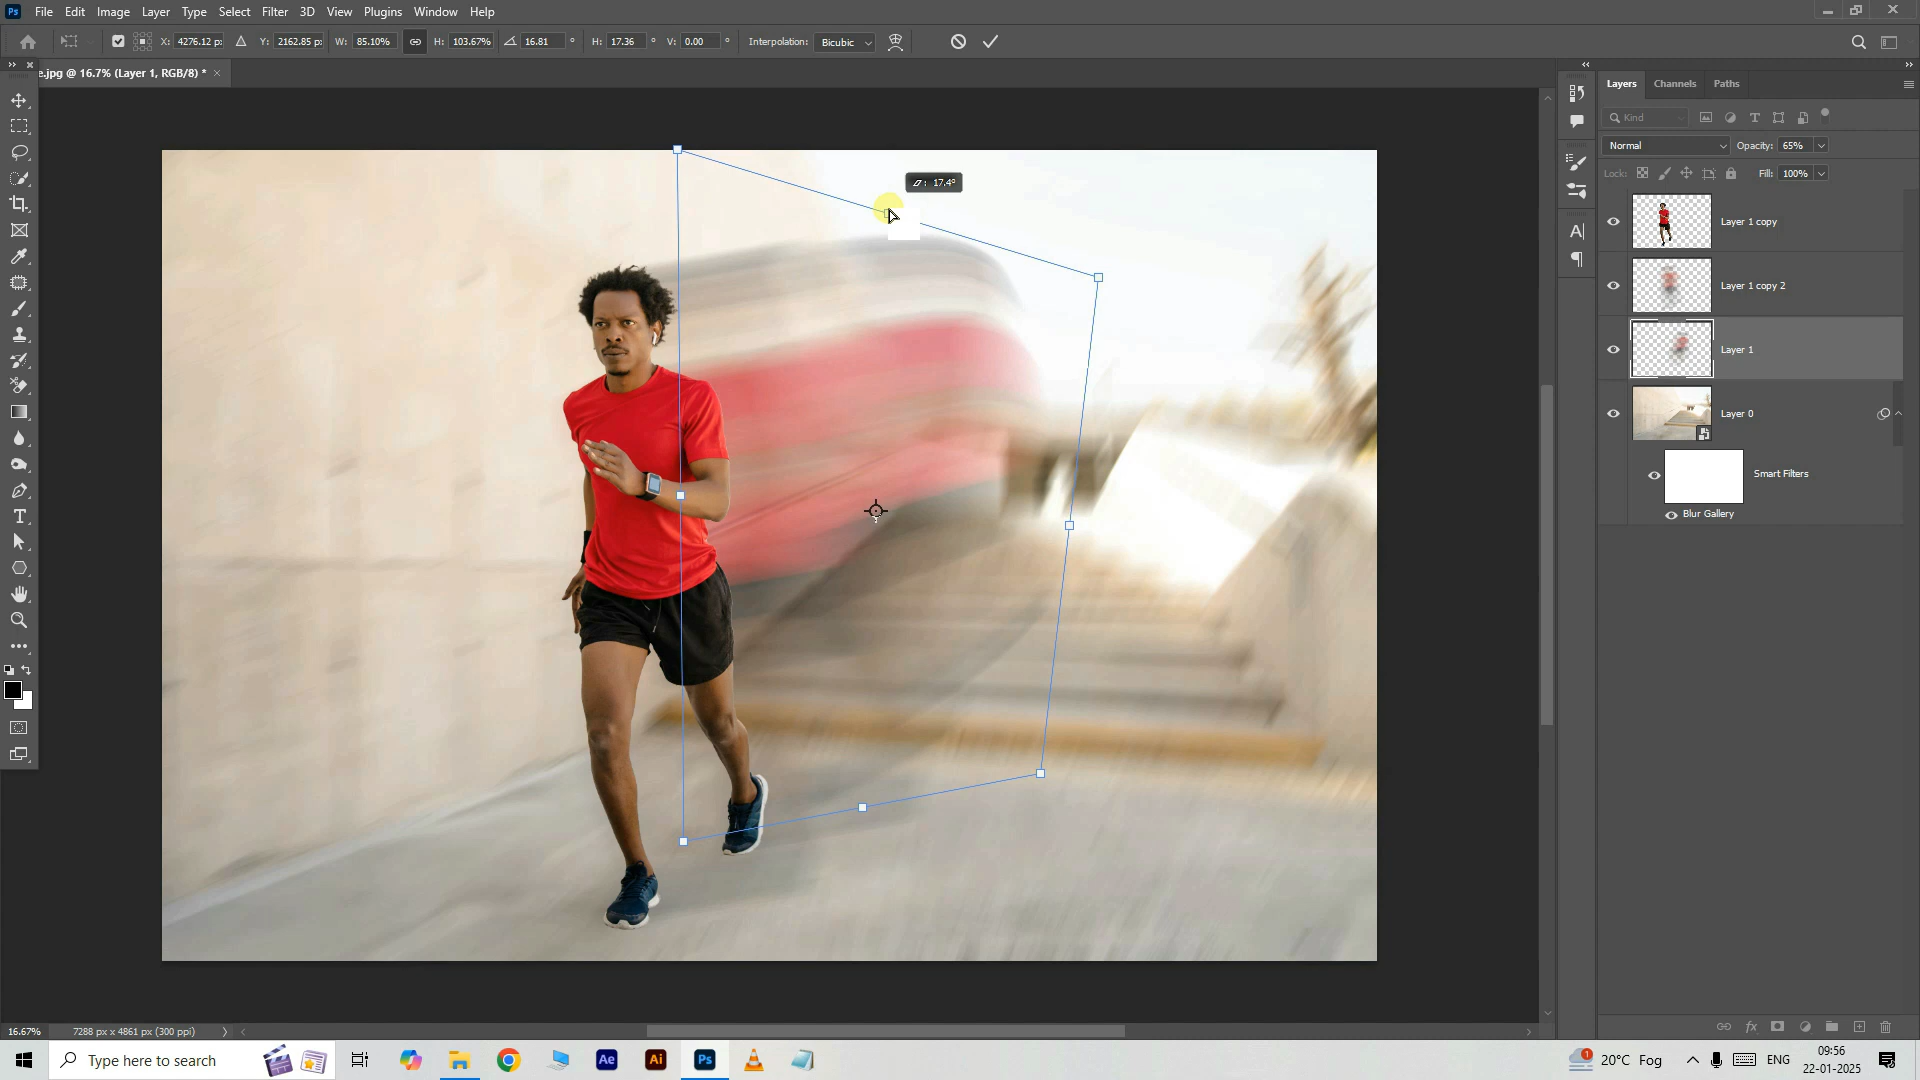 Ps File Edit Image Layer Type Select Filter 3D View Plugins Window Help
X: 4276.12 p: Y: 2162.85 p: W: 85.10% H: 103.67% 16.81 ° H: 17.36 ° V: 0.00 ° Interpolation: Bicubic
e.jpg @ 16.7% (Layer 1, RGB/8) * ×
Layers Channels Paths
Kind
Normal Opacity: 65%
Lock: Fill: 100%
17.4°
Layer 1 copy
Layer 1 copy 2
Layer 1
Layer 0
Smart Filters
Blur Gallery
16.67% 7288 px x 4861 px (300 ppi)
Type here to search
Ae Ai Ps
1 20°C Fog ENG
09:56
22-01-2025